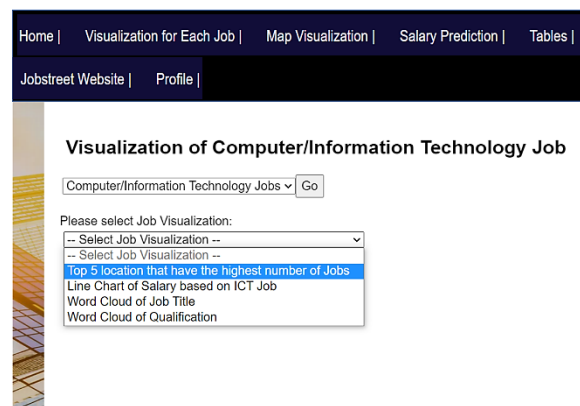 Home | Visualization for Each Job | Map Visualization | Salary Prediction | Tables |
Jobstreet Website | Profile |
Visualization of Computer/Information Technology Job
Computer/Information Technology Jobs Go
Please select Job Visualization:
-- Select Job Visualization --
-- Select Job Visualization --
Top 5 location that have the highest number of Jobs
Line Chart of Salary based on ICT Job
Word Cloud of Job Title
Word Cloud of Qualification